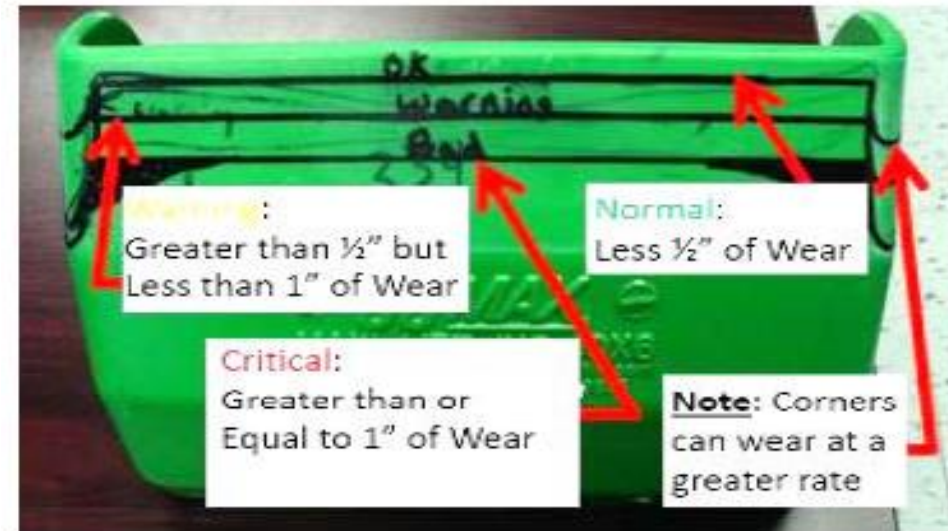 OK
Warning
Bad
Warning:
Greater than ½” but
Less than 1” of Wear
Normal:
Less ½” of Wear
MAX
Critical:
Greater than or
Equal to 1” of Wear
Note: Corners
can wear at a
greater rate